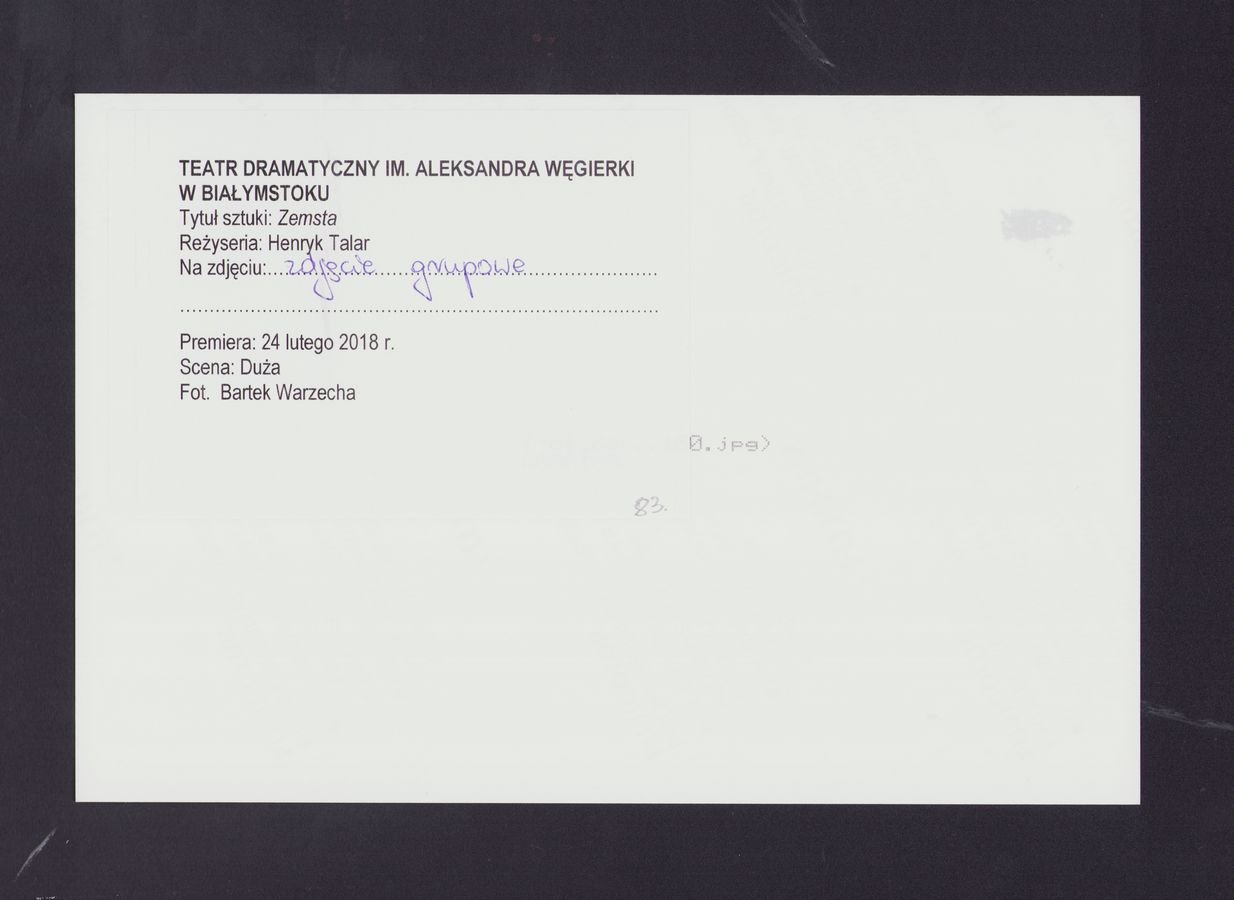 TEATR DRAMATYCZNY IM. ALEKSANDRA WĘGIERKI
W BIAŁYMSTOKU
Tytuł sztuki: Zemsta
Reżyseria: Henryk Talar
Na zdjęciu:...zdjęcie grupowe
Premiera: 24 lutego 2018 r.
Scena: Duża
Fot. Bartek Warzecha
0.jpg)
83.